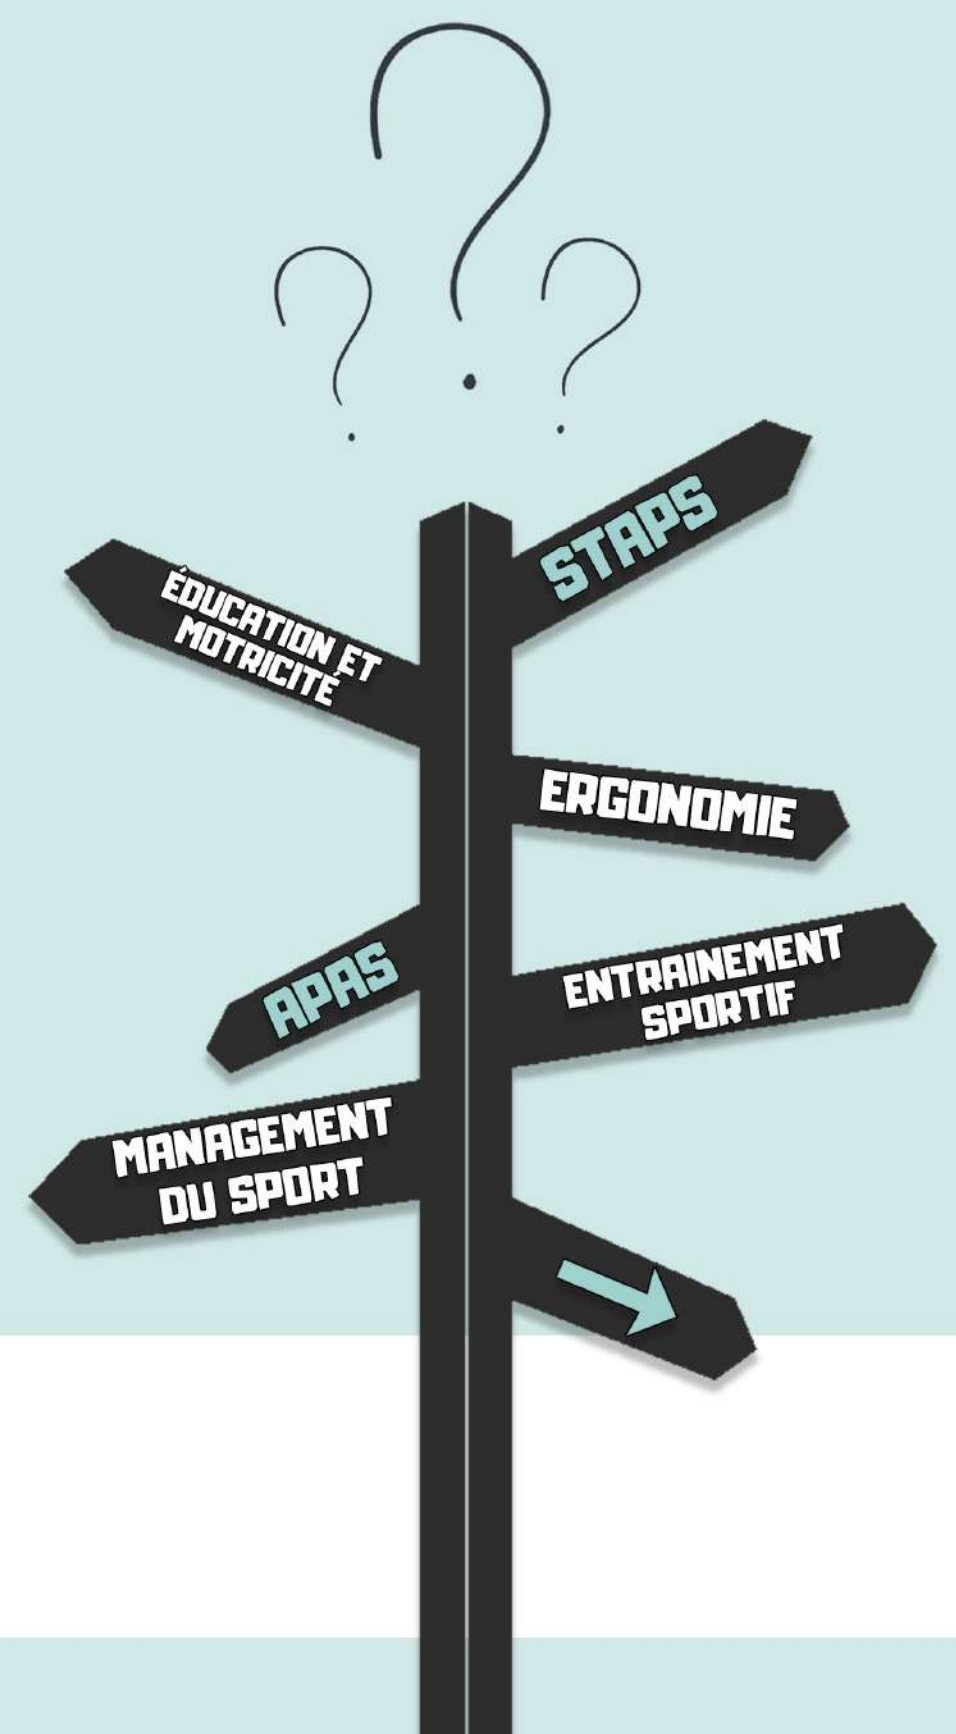 ? ? ?
STAPS
ÉDUCATION ET
MOTRICITÉ
ERGONOMIE
APAS
ENTRAINEMENT
SPORTIF
MANAGEMENT
DU SPORT